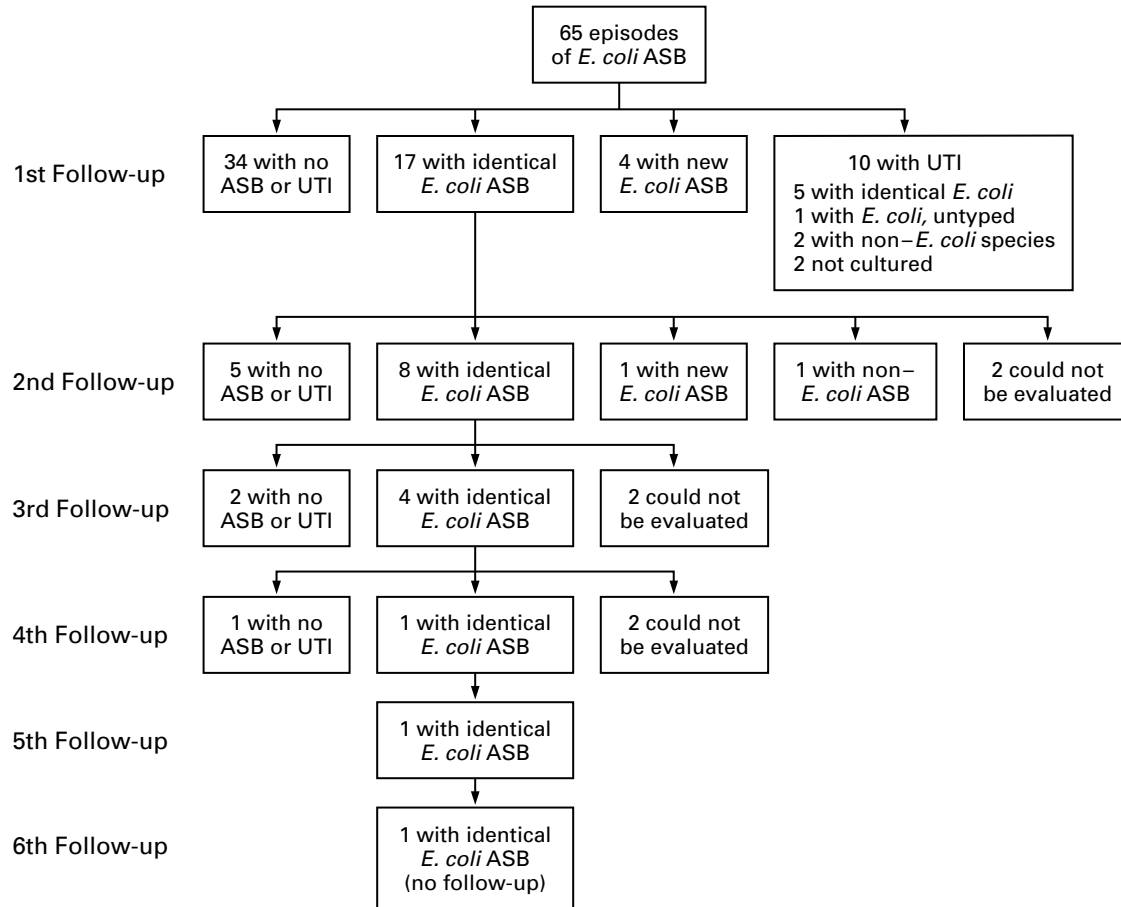 65 episodes
of E. coli ASB
1st Follow-up
34 with no
ASB or UTI
17 with identical
E. coli ASB
4 with new
E. coli ASB
10 with UTI
5 with identical E. coli
1 with E. coli, untyped
2 with non–E. coli species
2 not cultured
2nd Follow-up
5 with no
ASB or UTI
8 with identical
E. coli ASB
1 with new
E. coli ASB
1 with non–
E. coli ASB
2 could not
be evaluated
3rd Follow-up
2 with no
ASB or UTI
4 with identical
E. coli ASB
2 could not
be evaluated
4th Follow-up
1 with no
ASB or UTI
1 with identical
E. coli ASB
2 could not
be evaluated
5th Follow-up
1 with identical
E. coli ASB
6th Follow-up
1 with identical
E. coli ASB
(no follow-up)